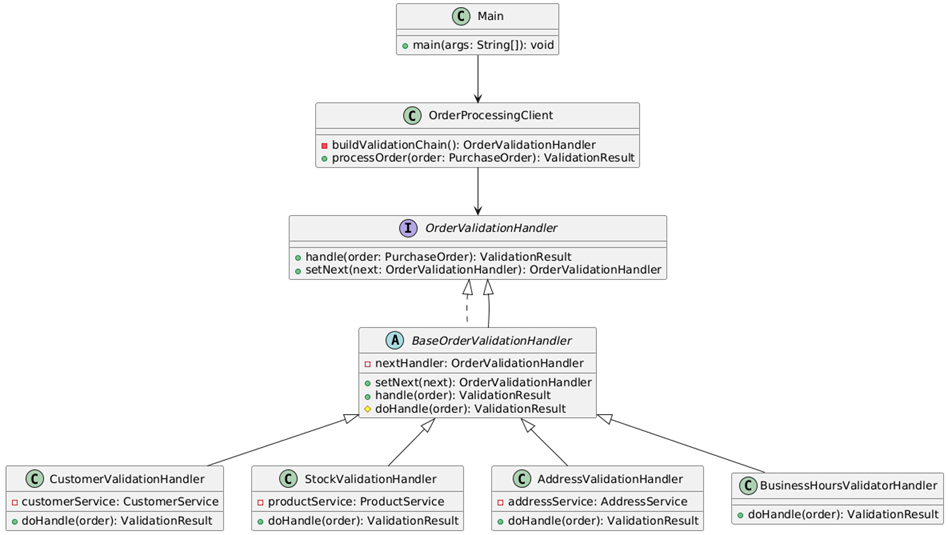 C Main
main(args: String[]): void
C OrderProcessingClient
buildValidationChain(): OrderValidationHandler
processOrder(order: PurchaseOrder): ValidationResult
I OrderValidationHandler
handle(order: PurchaseOrder): ValidationResult
setNext(next: OrderValidationHandler): OrderValidationHandler
A BaseOrderValidationHandler
nextHandler: OrderValidationHandler
setNext(next): OrderValidationHandler
handle(order): ValidationResult
doHandle(order): ValidationResult
C CustomerValidationHandler
customerService: CustomerService
doHandle(order): ValidationResult
C StockValidationHandler
productService: ProductService
doHandle(order): ValidationResult
C AddressValidationHandler
addressService: AddressService
doHandle(order): ValidationResult
C BusinessHoursValidatorHandler
doHandle(order): ValidationResult